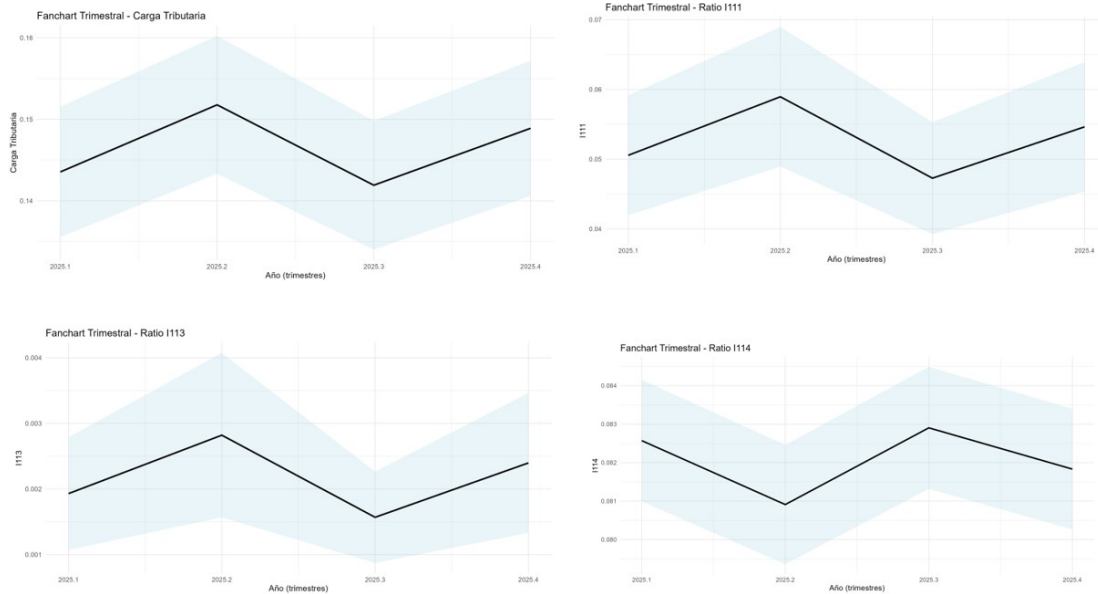 Fanchart Trimestral - Carga Tributaria
0.16
0.15
0.14
Carga Tributaria
2025.1 2025.2 2025.3 2025.4
Año (trimestres)
Fanchart Trimestral - Ratio I111
0.07
0.06
0.05
0.04
I111
2025.1 2025.2 2025.3 2025.4
Año (trimestres)
Fanchart Trimestral - Ratio I113
0.004
0.003
0.002
0.001
I113
2025.1 2025.2 2025.3 2025.4
Año (trimestres)
Fanchart Trimestral - Ratio I114
0.084
0.083
0.082
0.081
0.080
I114
2025.1 2025.2 2025.3 2025.4
Año (trimestres)